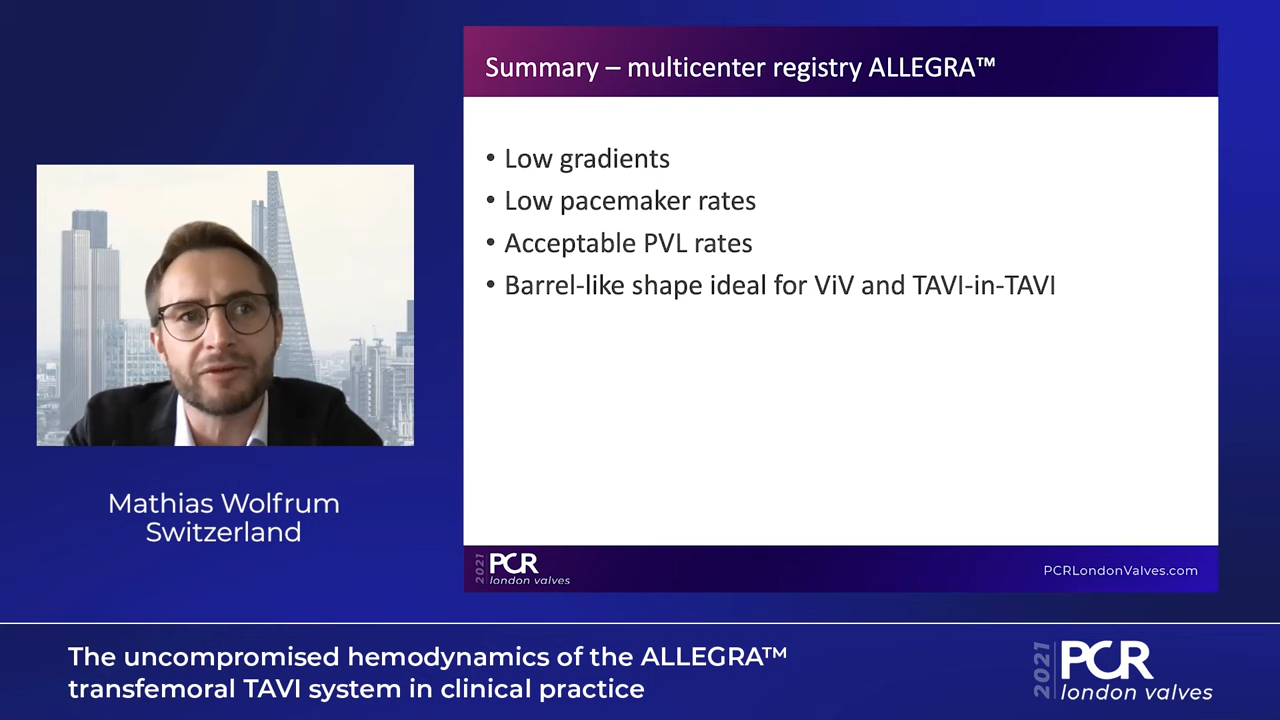 Summary – multicenter registry ALLEGRA™
• Low gradients
• Low pacemaker rates
• Acceptable PVL rates
• Barrel-like shape ideal for ViV and TAVI-in-TAVI
Mathias Wolfrum
Switzerland
2021 PCR
london valves
PCRLondonValves.com
The uncompromised hemodynamics of the ALLEGRA™
transfemoral TAVI system in clinical practice
2021 PCR
london valves